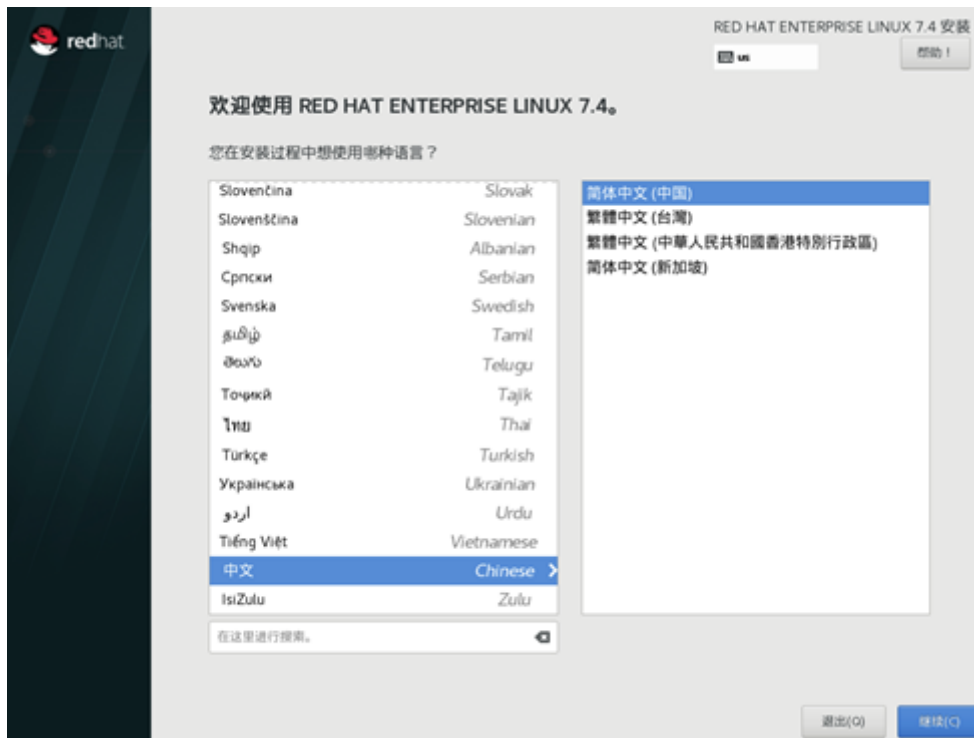 redhat
RED HAT ENTERPRISE LINUX 7.4 安装
us
帮助！
欢迎使用 RED HAT ENTERPRISE LINUX 7.4。
您在安装过程中想使用哪种语言？
Slovenčina Slovak
Slovenščina Slovenian
Shqip Albanian
Српски Serbian
Svenska Swedish
தமிழ் Tamil
తెలుగు Telugu
Тоҷикӣ Tajik
ไทย Thai
Türkçe Turkish
Українська Ukrainian
اردو Urdu
Tiếng Việt Vietnamese
中文 Chinese
IsiZulu Zulu
简体中文 (中国)
繁體中文 (台灣)
繁體中文 (中華人民共和國香港特別行政區)
简体中文 (新加坡)
在这里进行搜索。
退出(Q)
继续(C)